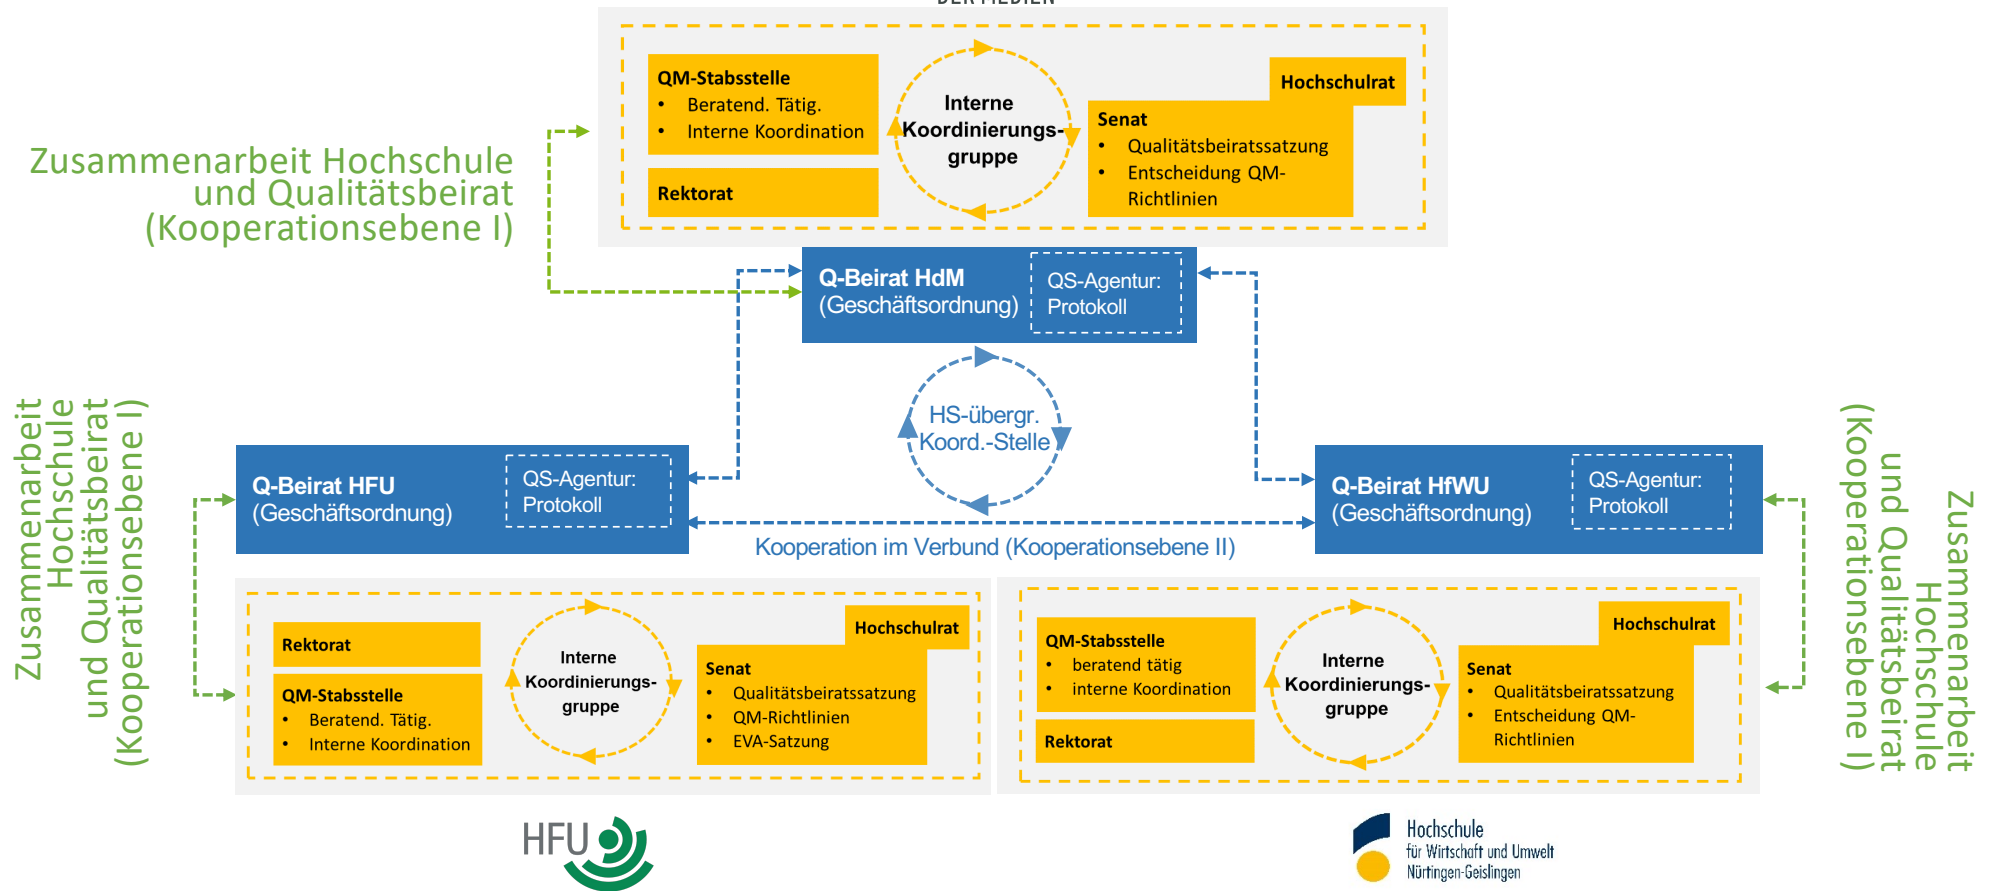 DER MEDIEN
QM-Stabsstelle
• Beratend. Tätig.
• Interne Koordination
Rektorat
Interne
Koordinierungs-
gruppe
Hochschulrat
Senat
• Qualitätsbeiratssatzung
• Entscheidung QM-
Richtlinien
Zusammenarbeit Hochschule
und Qualitätsbeirat
(Kooperationsebene I)
Q-Beirat HdM
(Geschäftsordnung)
QS-Agentur:
Protokoll
HS-übergr.
Koord.-Stelle
Zusammenarbeit
Hochschule
und Qualitätsbeirat
(Kooperationsebene I)
Q-Beirat HFU
(Geschäftsordnung)
QS-Agentur:
Protokoll
Q-Beirat HfWU
(Geschäftsordnung)
QS-Agentur:
Protokoll
Zusammenarbeit
Hochschule
und Qualitätsbeirat
(Kooperationsebene I)
Kooperation im Verbund (Kooperationsebene II)
Rektorat
QM-Stabsstelle
• Beratend. Tätig.
• Interne Koordination
Interne
Koordinierungs-
gruppe
Hochschulrat
Senat
• Qualitätsbeiratssatzung
• QM-Richtlinien
• EVA-Satzung
QM-Stabsstelle
• beratend tätig
• interne Koordination
Rektorat
Interne
Koordinierungs-
gruppe
Hochschulrat
Senat
• Qualitätsbeiratssatzung
• Entscheidung QM-
Richtlinien
HFU
Hochschule
für Wirtschaft und Umwelt
Nürtingen-Geislingen